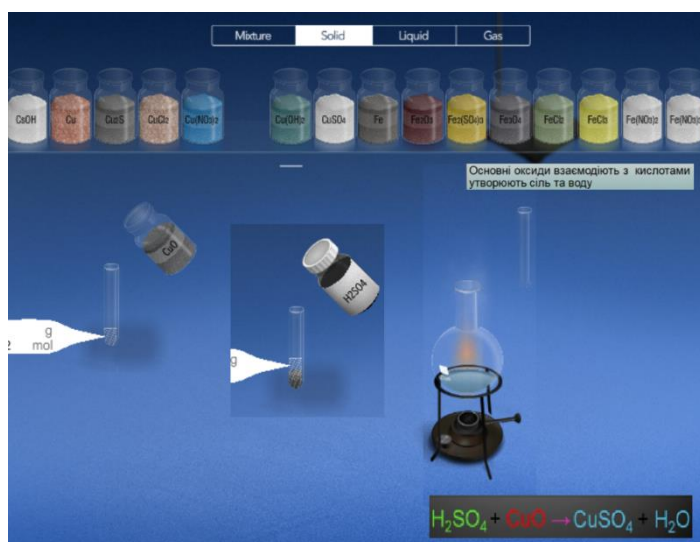 Mixture Solid Liquid Gas
CsOH Cu Cu2S CuCl2 Cu(NO3)2 Cu(OH)2 CuSO4 Fe Fe2O3 Fe2(SO4)3 Fe3O4 FeCl2 FeCl3 Fe(NO3)2 Fe(NO3)
Основні оксиди взаємодіють з кислотами
утворюють сіль та воду
CuO
H2SO4
g
2 mol
g
H₂SO₄ + CuO → CuSO₄ + H₂O